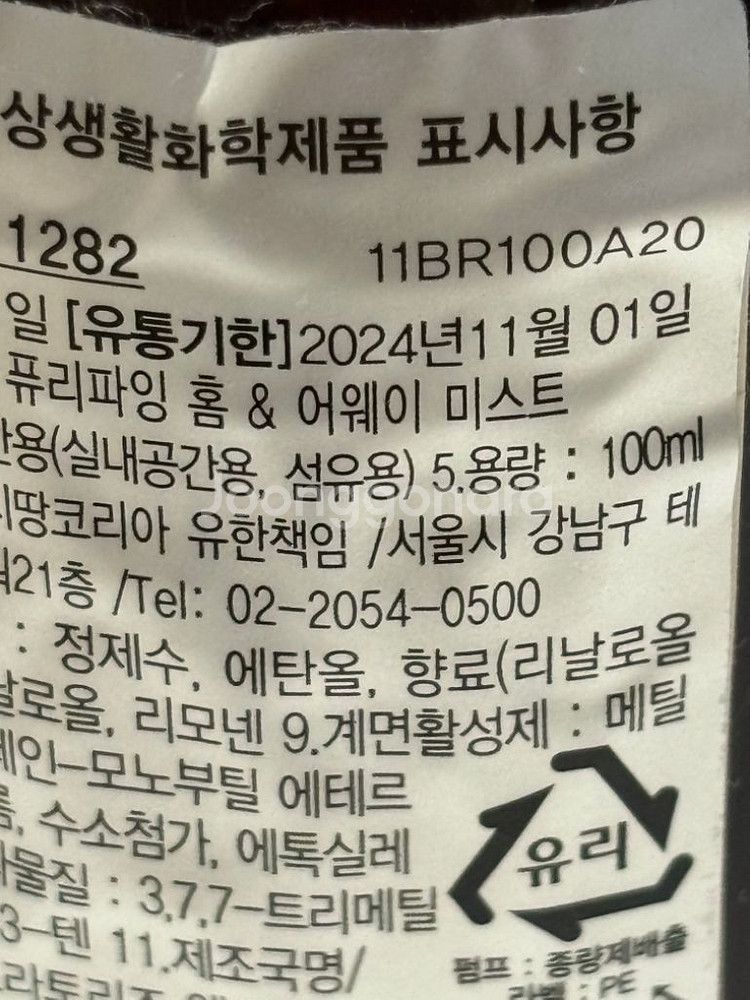 상생활화학제품 표시사항
1282 11BR100A20
일 [유통기한]2024년11월 01일
퓨리파잉 홈 & 어웨이 미스트
용(실내공간용, 섬유용) 5.용량 : 100ml
땅코리아 유한책임 /서울시 강남구 테
21층 /Tel: 02-2054-0500
: 정제수, 에탄올, 향료(리날로올
날로올, 리모넨 9.계면활성제 : 메틸
인-모노부틸 에테르
수소첨가, 에톡실레
물질 : 3,7,7-트리메틸
3-텐 11.제조국명/
유리
펌프 : 종량제배출
라벨 : PE
Joonggonara